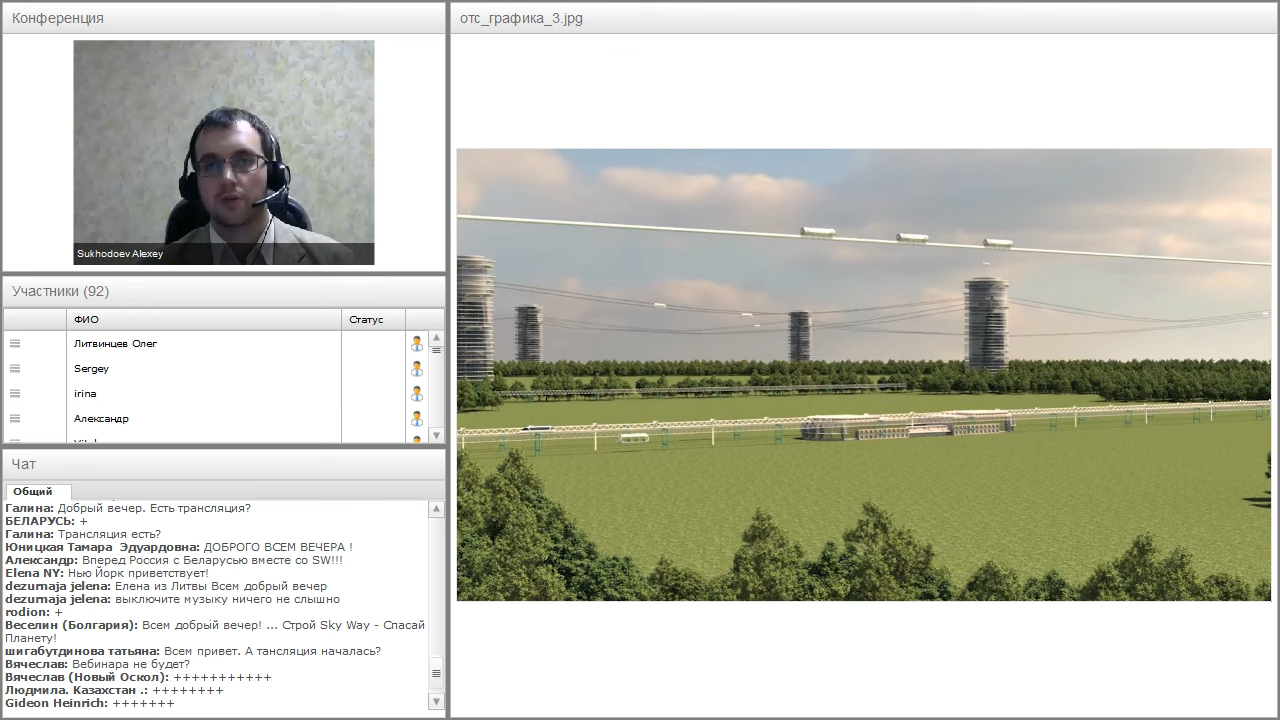 Конференция
Sukhodoev Alexey
Участники (92)
ФИО
Статус
Литвинцев Олег
Sergey
irina
Александр
Чат
Общий
Галина: Добрый вечер. Есть трансляция?
БЕЛАРУСЬ: +
Галина: Трансляция есть?
Юницкая Тамара  Эдуардовна: ДОБРОГО ВСЕМ ВЕЧЕРА !
Александр: Вперед Россия с Беларусью вместе со SW!!!
Elena NY: Нью Йорк приветствует!
dezurnaja jelena: Елена из Литвы Всем добрый вечер
dezurnaja jelena: выключите музыку ничего не слышно
rodion: +
Веселин (Болгария): Всем добрый вечер! ... Строй Sky Way - Спасай
Планету!
шигабутдинова татьяна: Всем привет. А тансляция началась?
Вячеслав: Вебинара не будет?
Вячеслав (Новый Оскол): +++++++++++
Людмила. Казахстан .: ++++++++
Gideon Heinrich: +++++++
отс_графика_3.jpg